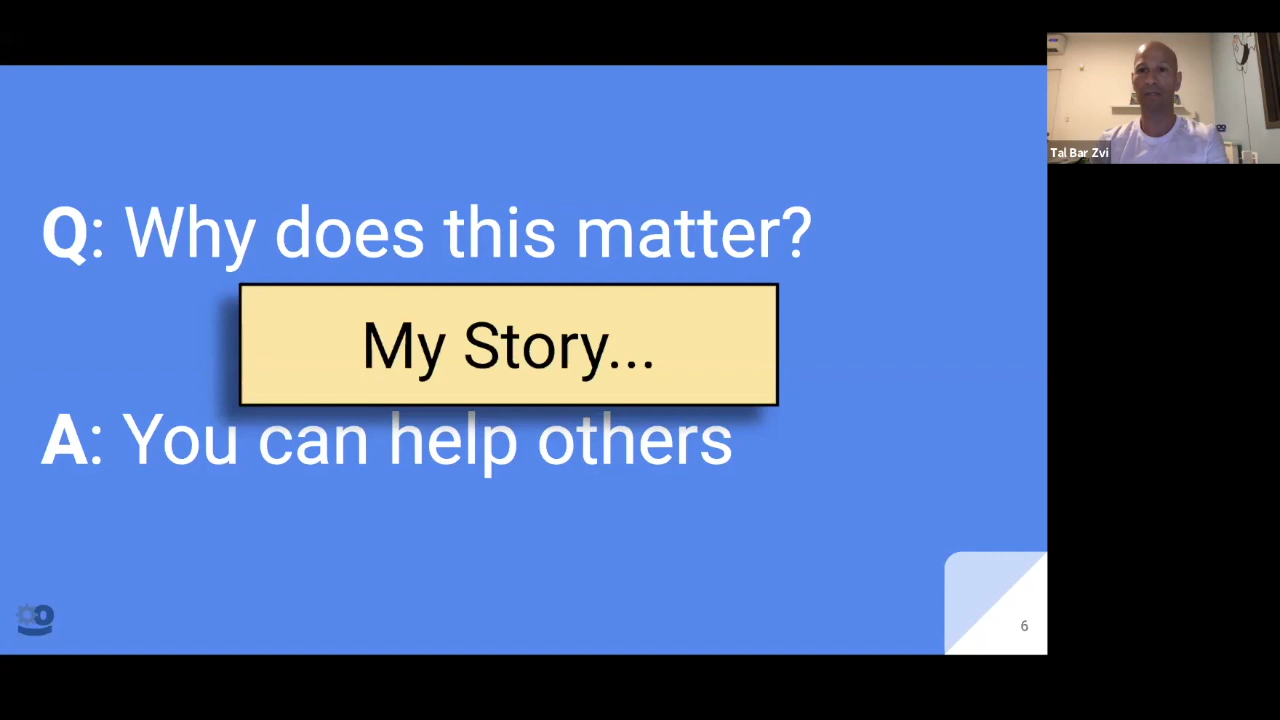 Q: Why does this matter?
My Story...
A: You can help others
6
Tal Bar Zvi